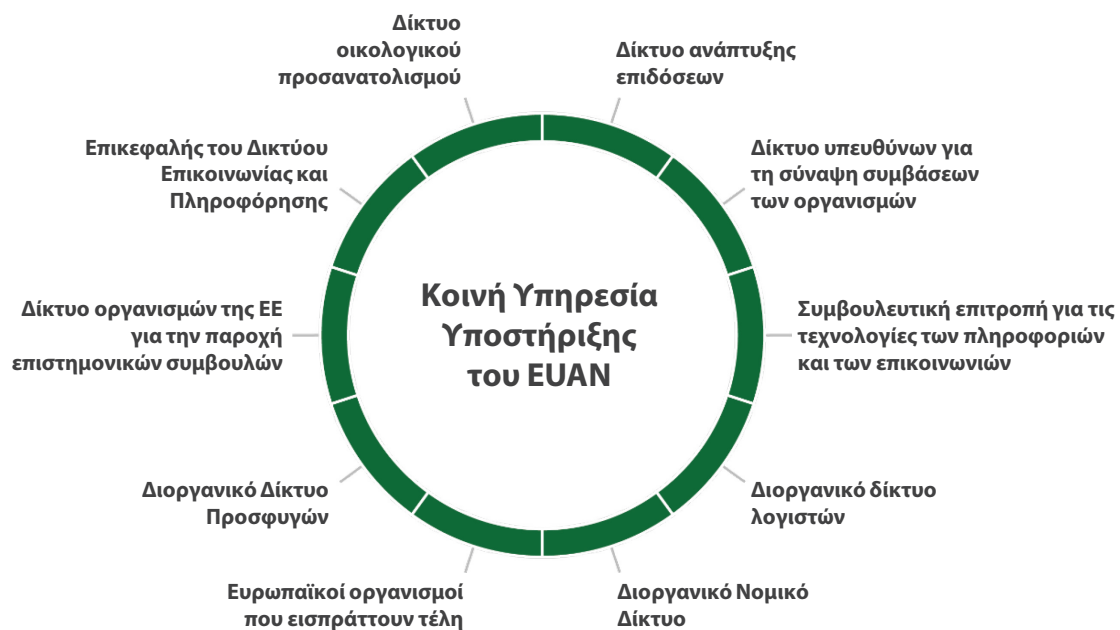 Δίκτυο
οικολογικού
προσανατολισμού
Δίκτυο ανάπτυξης
επιδόσεων
Επικεφαλής του Δικτύου
Επικοινωνίας και
Πληροφόρησης
Δίκτυο υπευθύνων για
τη σύναψη συμβάσεων
των οργανισμών
Δίκτυο οργανισμών της ΕΕ
για την παροχή
επιστημονικών συμβουλών
Κοινή Υπηρεσία
Υποστήριξης
του EUAN
Συμβουλευτική επιτροπή για τις
τεχνολογίες των πληροφοριών
και των επικοινωνιών
Διοργανικό Δίκτυο
Προσφυγών
Διοργανικό δίκτυο
λογιστών
Ευρωπαϊκοί οργανισμοί
που εισπράττουν τέλη
Διοργανικό Νομικό
Δίκτυο